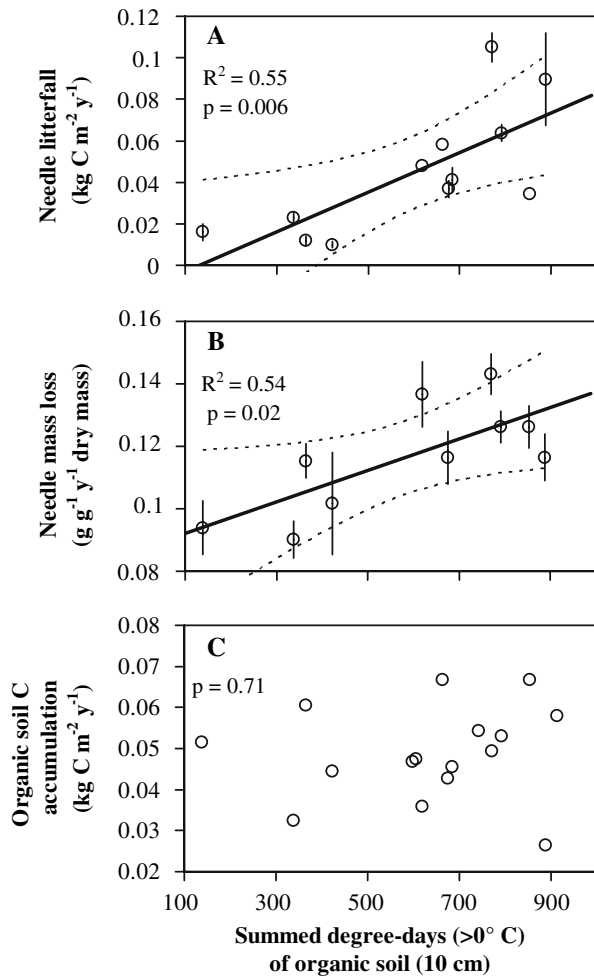 0.12
A
0.1
R² = 0.55
0.08
p = 0.006
0.06
0.04
0.02
0
Needle litterfall
(kg C m⁻² y⁻¹)
0.16
B
0.14
R² = 0.54
p = 0.02
0.12
0.1
0.08
Needle mass loss
(g g⁻¹ y⁻¹ dry mass)
0.08
C
0.07
p = 0.71
0.06
0.05
0.04
0.03
0.02
Organic soil C
accumulation
(kg C m⁻² y⁻¹)
100 300 500 700 900
Summed degree-days (>0° C)
of organic soil (10 cm)